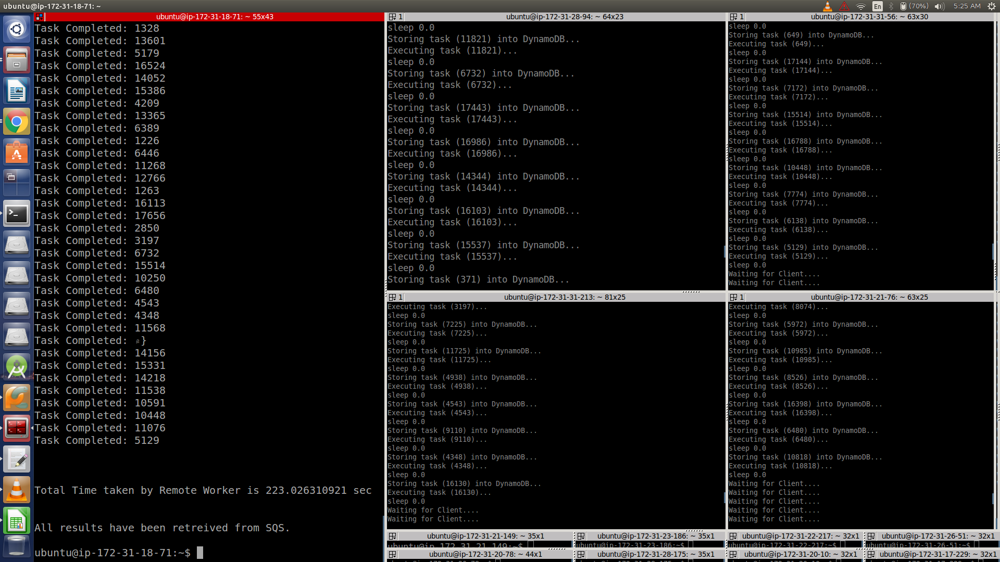 ubuntu@ip-172-31-18-71: ~
En
(70%)
5:25 AM
ubuntu@ip-172-31-18-71: ~ 55x43
Task Completed: 1328
Task Completed: 13601
Task Completed: 5179
Task Completed: 16524
Task Completed: 14052
Task Completed: 15386
Task Completed: 4209
Task Completed: 13365
Task Completed: 6389
Task Completed: 1226
Task Completed: 6446
Task Completed: 11268
Task Completed: 12766
Task Completed: 1263
Task Completed: 16113
Task Completed: 17656
Task Completed: 2850
Task Completed: 3197
Task Completed: 6732
Task Completed: 15514
Task Completed: 10250
Task Completed: 6480
Task Completed: 4543
Task Completed: 4348
Task Completed: 11568
Task Completed: }
Task Completed: 14156
Task Completed: 15331
Task Completed: 14218
Task Completed: 11538
Task Completed: 10591
Task Completed: 10448
Task Completed: 11076
Task Completed: 5129
Total Time taken by Remote Worker is 223.026310921 sec
All results have been retreived from SQS.
ubuntu@ip-172-31-18-71:~$
1 ubuntu@ip-172-31-28-94: ~ 64x23
sleep 0.0
Storing task (11821) into DynamoDB...
Executing task (11821)...
sleep 0.0
Storing task (6732) into DynamoDB...
Executing task (6732)...
sleep 0.0
Storing task (17443) into DynamoDB...
Executing task (17443)...
sleep 0.0
Storing task (16986) into DynamoDB...
Executing task (16986)...
sleep 0.0
Storing task (14344) into DynamoDB...
Executing task (14344)...
sleep 0.0
Storing task (16103) into DynamoDB...
Executing task (16103)...
sleep 0.0
Storing task (15537) into DynamoDB...
Executing task (15537)...
sleep 0.0
Storing task (371) into DynamoDB...
1 ubuntu@ip-172-31-31-56: ~ 63x30
sleep 0.0
Storing task (649) into DynamoDB...
Executing task (649)...
sleep 0.0
Storing task (17144) into DynamoDB...
Executing task (17144)...
sleep 0.0
Storing task (7172) into DynamoDB...
Executing task (7172)...
sleep 0.0
Storing task (15514) into DynamoDB...
Executing task (15514)...
sleep 0.0
Storing task (16788) into DynamoDB...
Executing task (16788)...
sleep 0.0
Storing task (10448) into DynamoDB...
Executing task (10448)...
sleep 0.0
Storing task (7774) into DynamoDB...
Executing task (7774)...
sleep 0.0
Storing task (6138) into DynamoDB...
Executing task (6138)...
sleep 0.0
Storing task (5129) into DynamoDB...
Executing task (5129)...
sleep 0.0
Waiting for Client....
Waiting for Client....
1 ubuntu@ip-172-31-31-213: ~ 81x25
Executing task (3197)...
sleep 0.0
Storing task (7225) into DynamoDB...
Executing task (7225)...
sleep 0.0
Storing task (11725) into DynamoDB...
Executing task (11725)...
sleep 0.0
Storing task (4938) into DynamoDB...
Executing task (4938)...
sleep 0.0
Storing task (4543) into DynamoDB...
Executing task (4543)...
sleep 0.0
Storing task (9110) into DynamoDB...
Executing task (9110)...
sleep 0.0
Storing task (4348) into DynamoDB...
Executing task (4348)...
sleep 0.0
Storing task (16130) into DynamoDB...
Executing task (16130)...
sleep 0.0
Waiting for Client....
Waiting for Client....
1 ubuntu@ip-172-31-21-76: ~ 63x25
Executing task (8074)...
sleep 0.0
Storing task (5972) into DynamoDB...
Executing task (5972)...
sleep 0.0
Storing task (10985) into DynamoDB...
Executing task (10985)...
sleep 0.0
Storing task (8526) into DynamoDB...
Executing task (8526)...
sleep 0.0
Storing task (16398) into DynamoDB...
Executing task (16398)...
sleep 0.0
Storing task (6480) into DynamoDB...
Executing task (6480)...
sleep 0.0
Storing task (10818) into DynamoDB...
Executing task (10818)...
sleep 0.0
Waiting for Client....
Waiting for Client....
Waiting for Client....
Waiting for Client....
Waiting for Client....
ubuntu@ip-172-31-21-149: ~ 35x1
ubuntu@ip-172-31-21-149:~$
ubuntu@ip-172-31-23-186: ~ 35x1
ubuntu@ip-172-31-23-186:~$
ubuntu@ip-172-31-22-217: ~ 32x1
ubuntu@ip-172-31-22-217:~$
ubuntu@ip-172-31-26-51: ~ 32x1
ubuntu@ip-172-31-26-51:~$
ubuntu@ip-172-31-20-78: ~ 44x1
ubuntu@ip-172-31-28-175: ~ 35x1
ubuntu@ip-172-31-20-10: ~ 32x1
ubuntu@ip-172-31-17-229: ~ 32x1